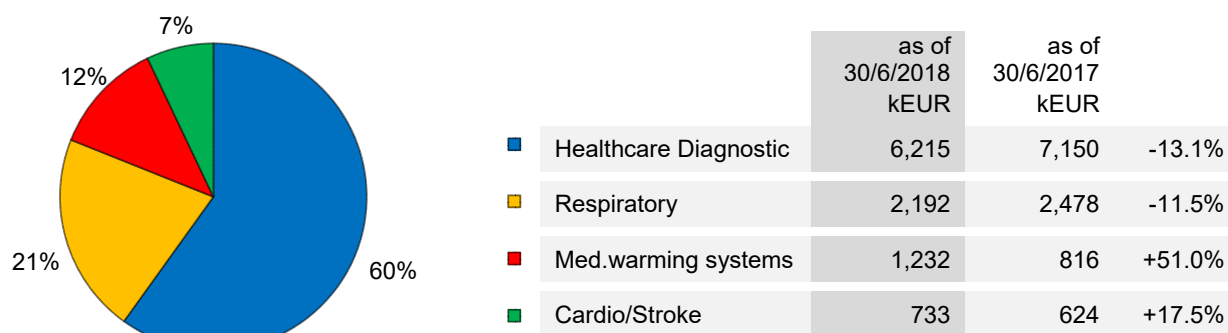 7%
12%
21%
60%
as of as of
30/6/2018 30/6/2017
kEUR kEUR
Healthcare Diagnostic 6,215 7,150 -13.1%
Respiratory 2,192 2,478 -11.5%
Med.warming systems 1,232 816 +51.0%
Cardio/Stroke 733 624 +17.5%